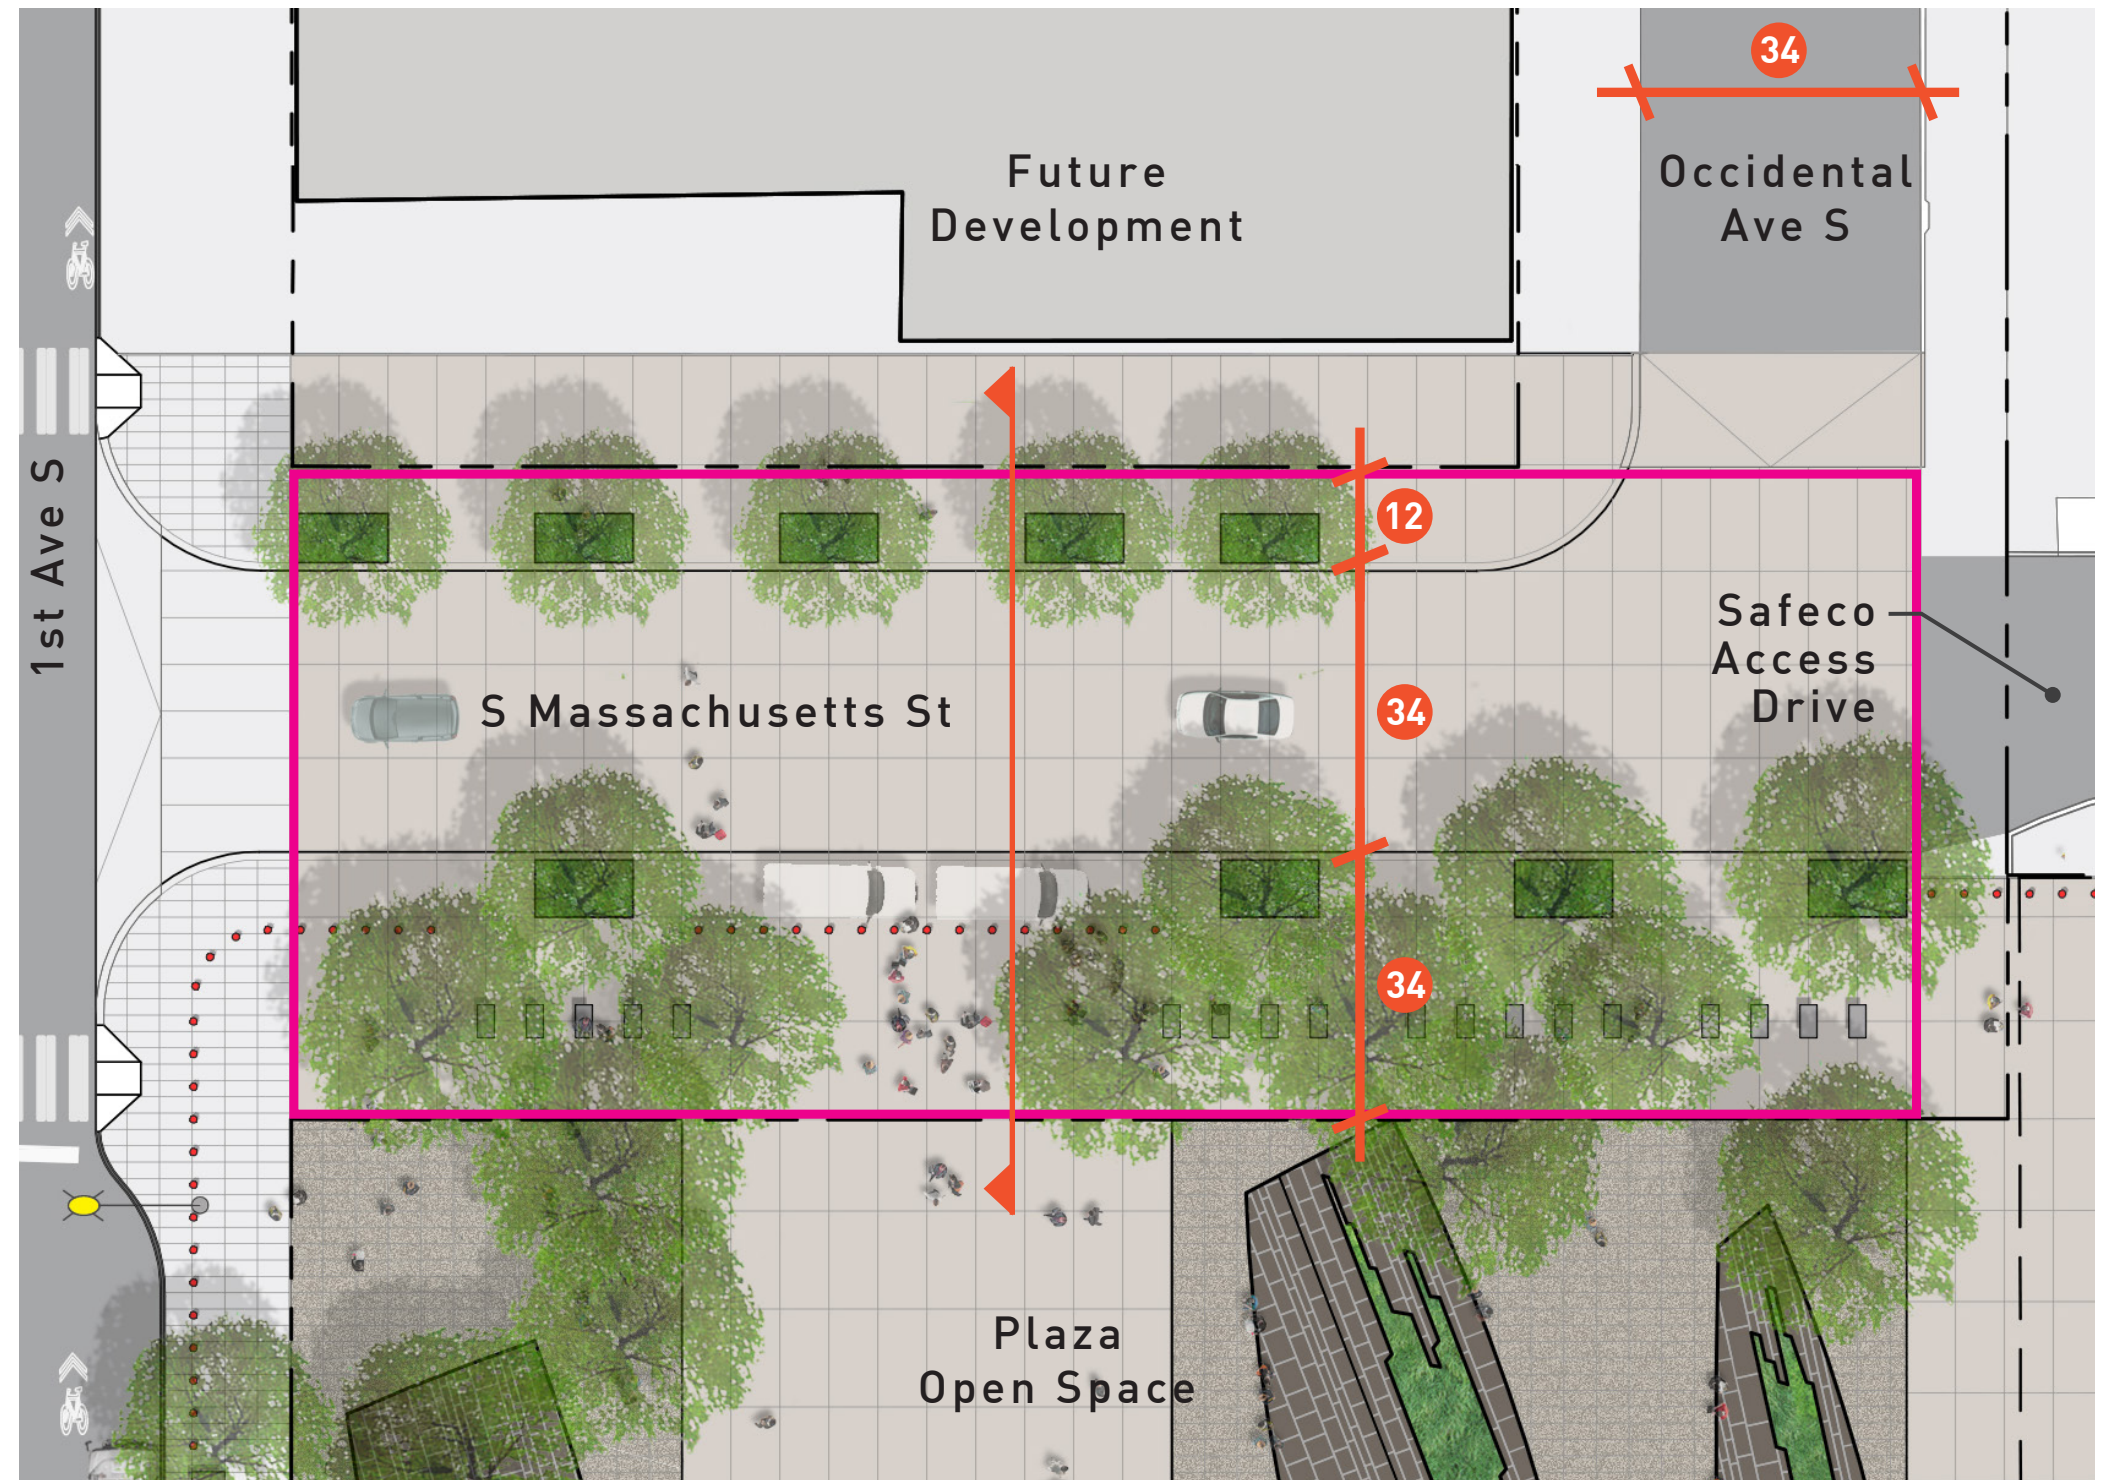 34
Future
Development
Occidental
Ave S
1st Ave S
12
Safeco
Access
Drive
S Massachusetts St
34
34
Plaza
Open Space